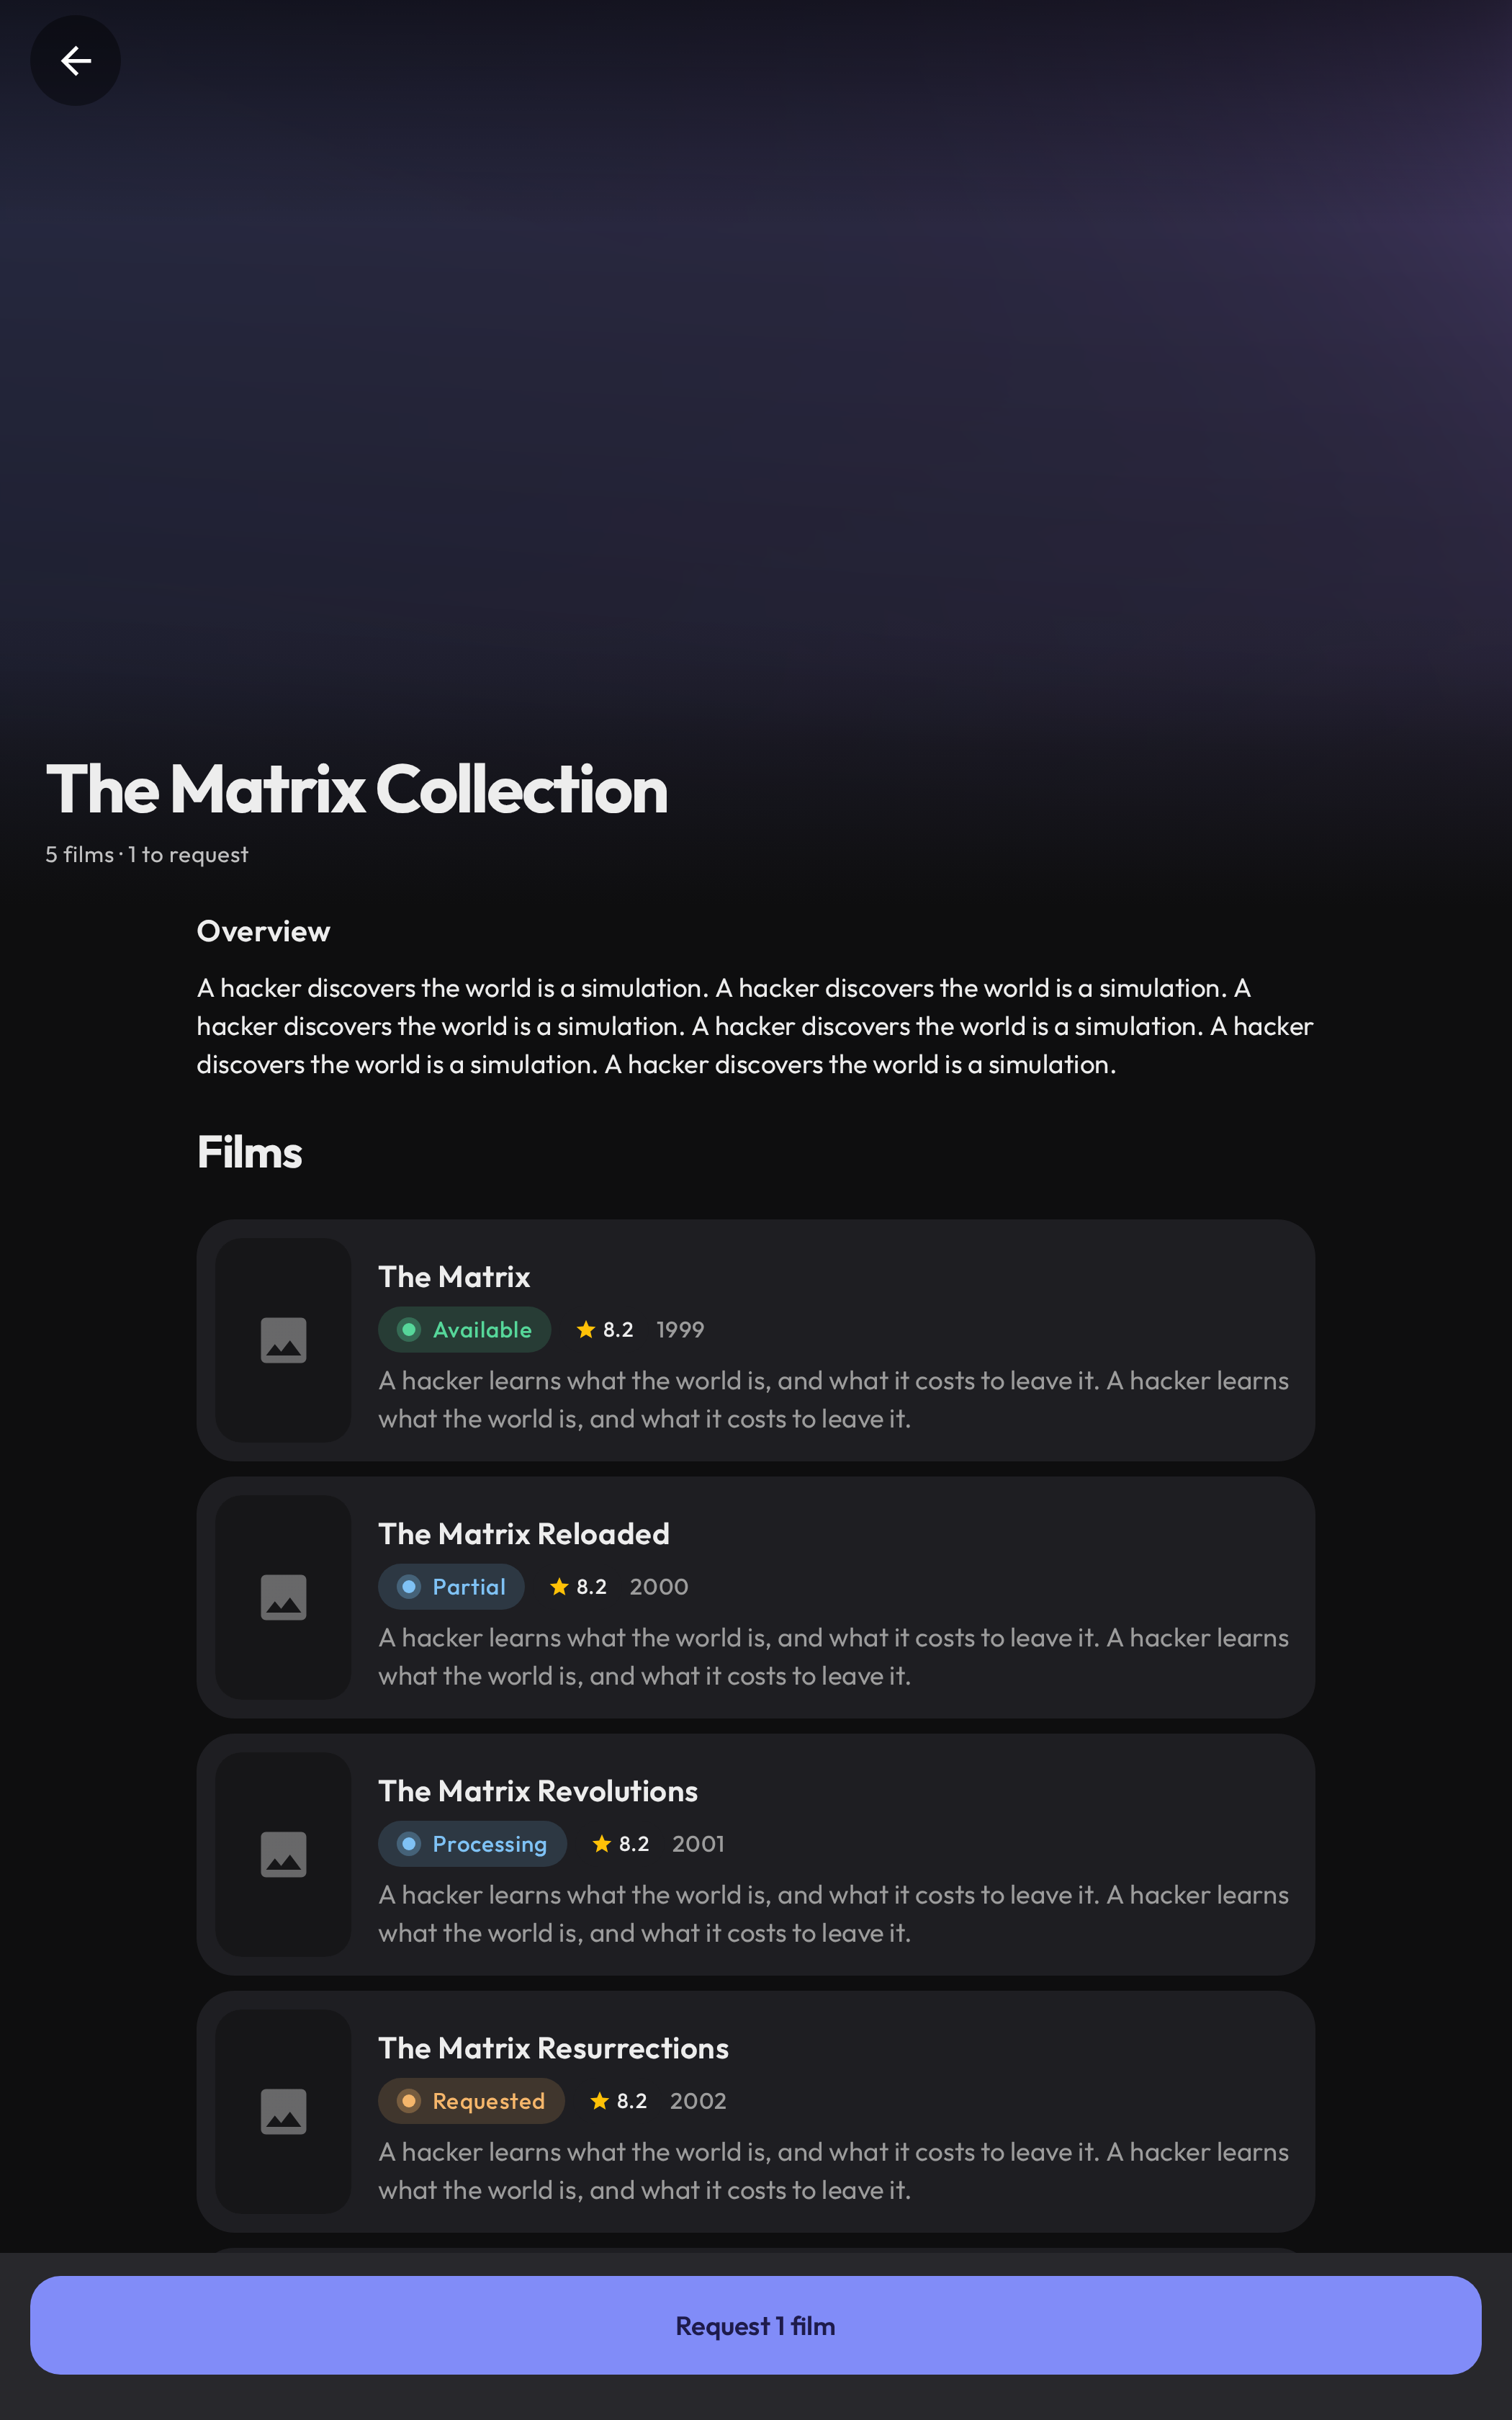 The Matrix Collection
5 films · 1 to request
Overview
A hacker discovers the world is a simulation. A hacker discovers the world is a simulation. A
hacker discovers the world is a simulation. A hacker discovers the world is a simulation. A hacker
discovers the world is a simulation. A hacker discovers the world is a simulation.
Films
The Matrix
Available 8.2 1999
A hacker learns what the world is, and what it costs to leave it. A hacker learns
what the world is, and what it costs to leave it.
The Matrix Reloaded
Partial 8.2 2000
A hacker learns what the world is, and what it costs to leave it. A hacker learns
what the world is, and what it costs to leave it.
The Matrix Revolutions
Processing 8.2 2001
A hacker learns what the world is, and what it costs to leave it. A hacker learns
what the world is, and what it costs to leave it.
The Matrix Resurrections
Requested 8.2 2002
A hacker learns what the world is, and what it costs to leave it. A hacker learns
what the world is, and what it costs to leave it.
Request 1 film